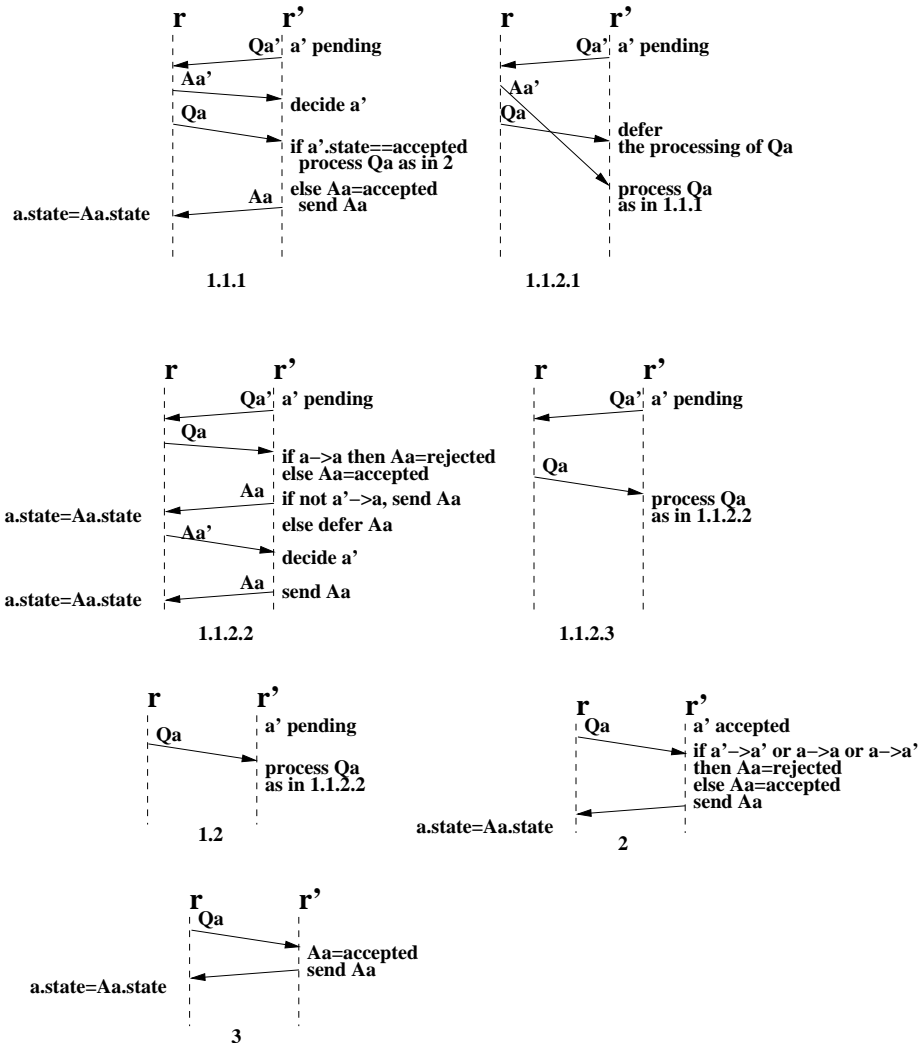 r r’
Qa’ a’ pending
Aa’
decide a’
Qa
if a’.state==accepted
process Qa as in 2
else Aa=accepted
Aa send Aa
a.state=Aa.state
1.1.1
r r’
Qa’ a’ pending
Aa’
Qa
defer
the processing of Qa
process Qa
as in 1.1.1
1.1.2.1
r r’
Qa’ a’ pending
Qa
if a−>a then Aa=rejected
else Aa=accepted
Aa if not a’−>a, send Aa
a.state=Aa.state
else defer Aa
Aa’
decide a’
Aa send Aa
a.state=Aa.state
1.1.2.2
r r’
Qa’ a’ pending
Qa
process Qa
as in 1.1.2.2
1.1.2.3
r r’
a’ pending
Qa
process Qa
as in 1.1.2.2
1.2
r r’
Qa a’ accepted
if a’−>a’ or a−>a or a−>a’
then Aa=rejected
else Aa=accepted
send Aa
a.state=Aa.state
2
r r’
Qa
Aa=accepted
send Aa
a.state=Aa.state
3